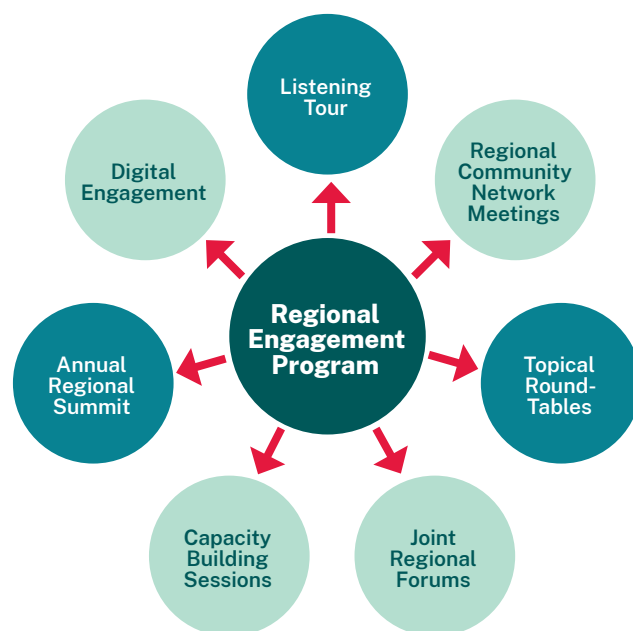 Listening
Tour
Regional
Community
Network
Meetings
Digital
Engagement
Regional
Engagement
Program
Topical
Round-
Tables
Annual
Regional
Summit
Joint
Regional
Forums
Capacity
Building
Sessions